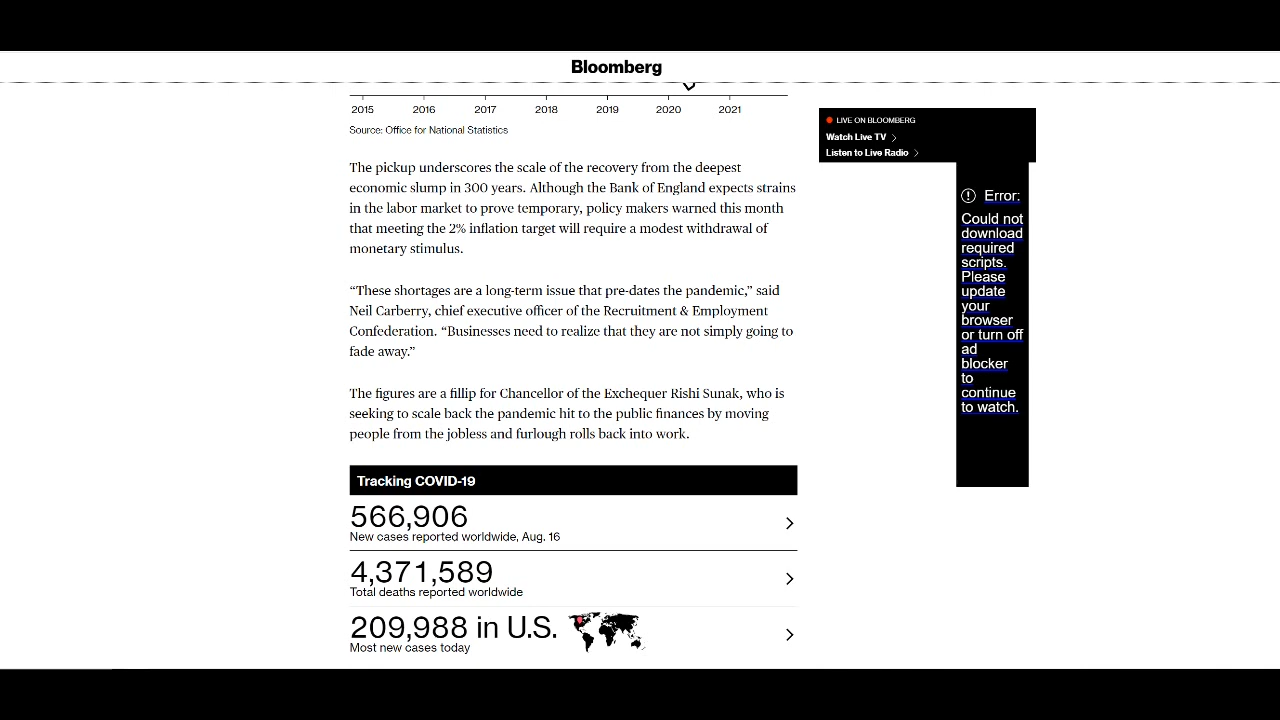 Bloomberg
2015 2016 2017 2018 2019 2020 2021
Source: Office for National Statistics
The pickup underscores the scale of the recovery from the deepest
economic slump in 300 years. Although the Bank of England expects strains
in the labor market to prove temporary, policy makers warned this month
that meeting the 2% inflation target will require a modest withdrawal of
monetary stimulus.
“These shortages are a long-term issue that pre-dates the pandemic,” said
Neil Carberry, chief executive officer of the Recruitment & Employment
Confederation. “Businesses need to realize that they are not simply going to
fade away.”
The figures are a fillip for Chancellor of the Exchequer Rishi Sunak, who is
seeking to scale back the pandemic hit to the public finances by moving
people from the jobless and furlough rolls back into work.
Tracking COVID-19
566,906
New cases reported worldwide, Aug. 16
4,371,589
Total deaths reported worldwide
209,988 in U.S.
Most new cases today
LIVE ON BLOOMBERG
Watch Live TV
Listen to Live Radio
Error:
Could not
download
required
scripts.
Please
update
your
browser
or turn off
ad
blocker
to
continue
to watch.